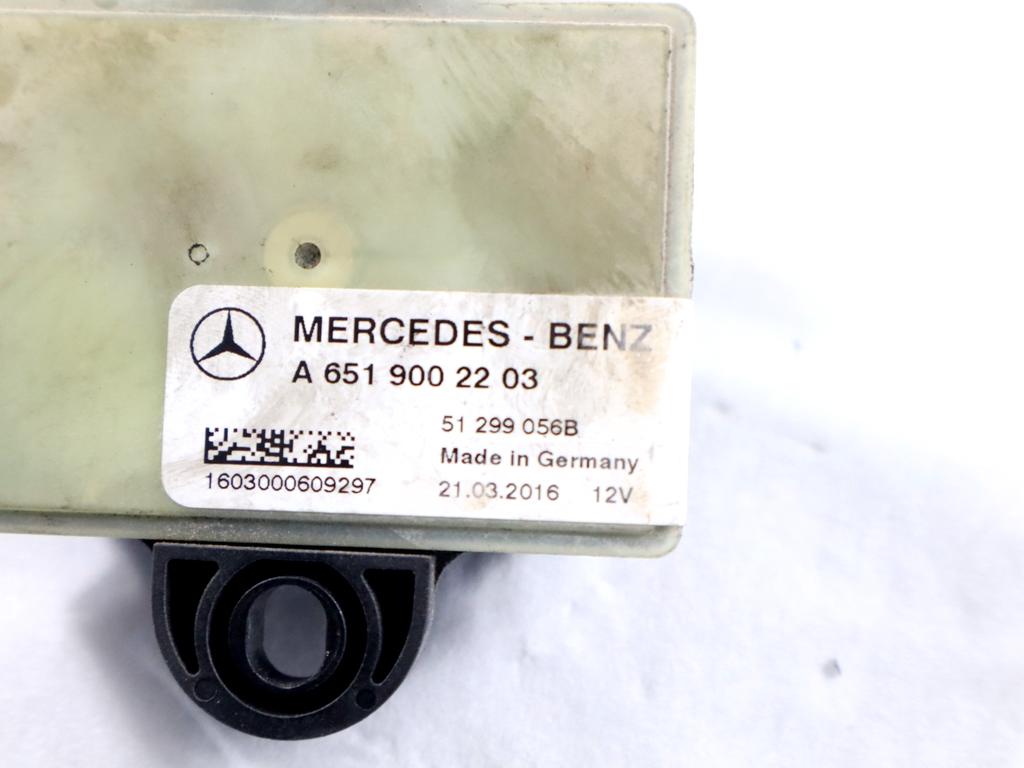 MERCEDES - BENZ
A 651 900 22 03
51 299 056B
Made in Germany
1603000609297
21.03.2016 12V